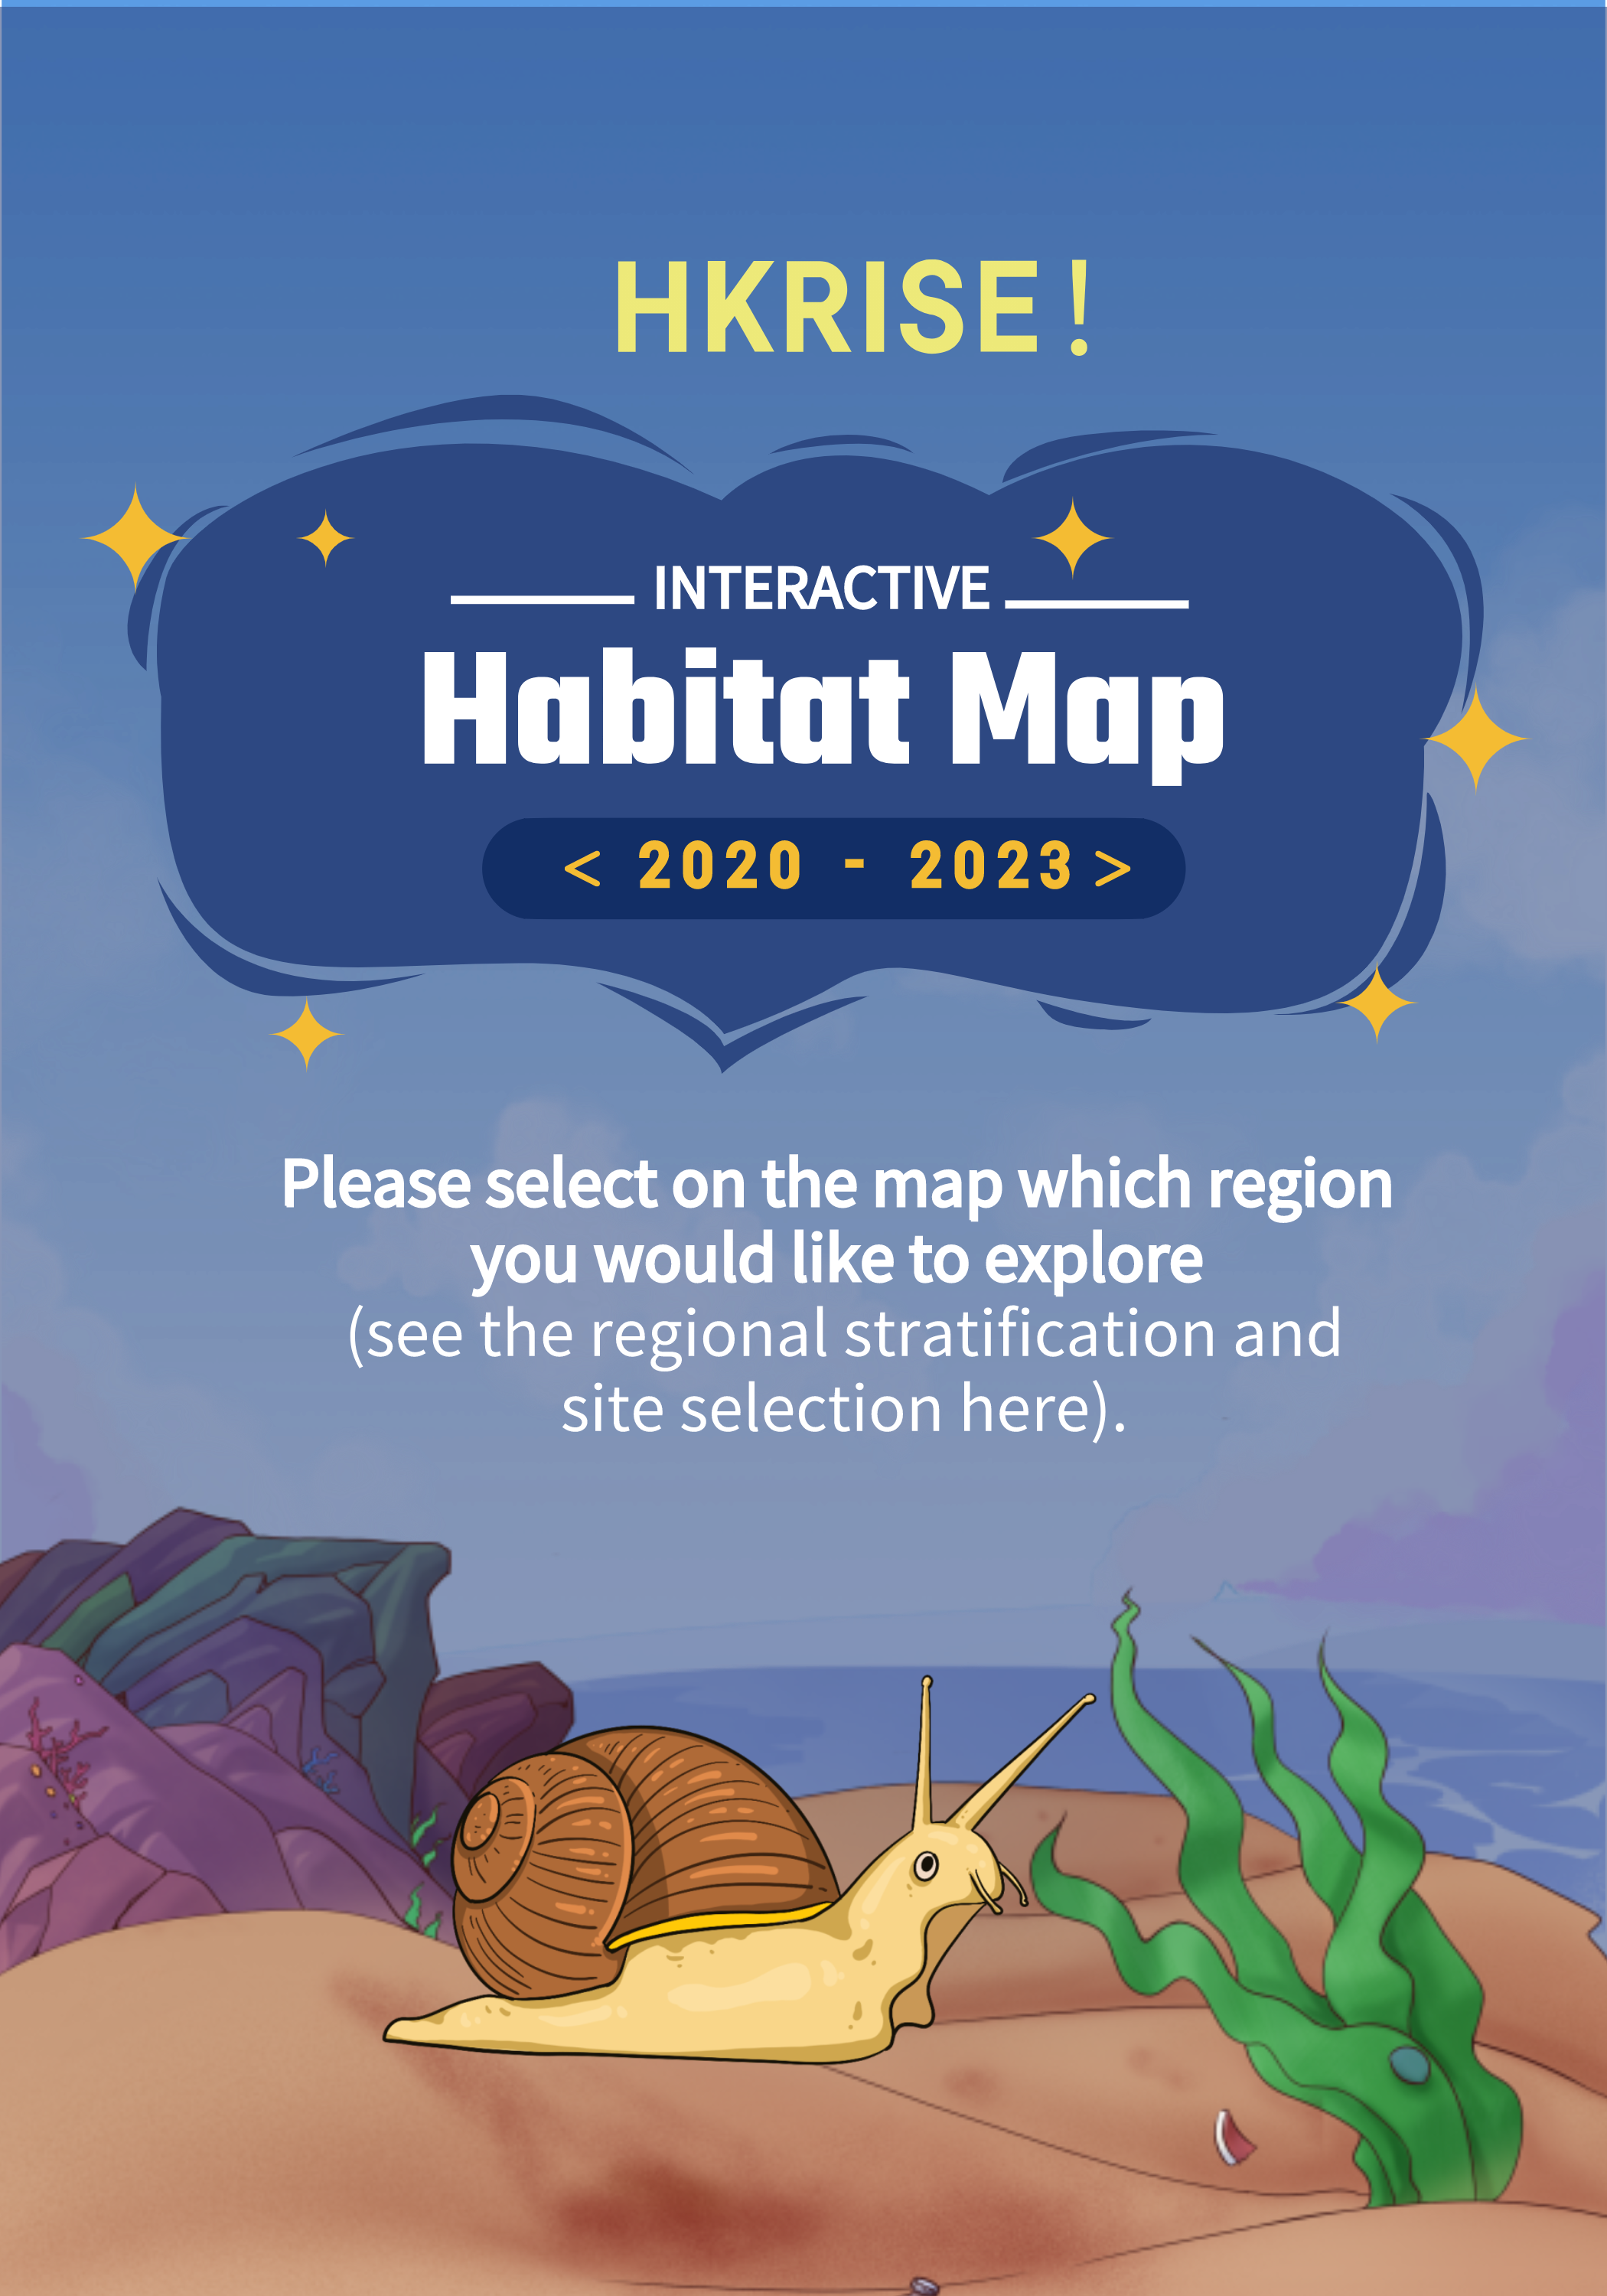 HKRISE!
INTERACTIVE
Habitat Map
< 2020 - 2023 >
Please select on the map which region
you would like to explore
(see the regional stratification and
site selection here).